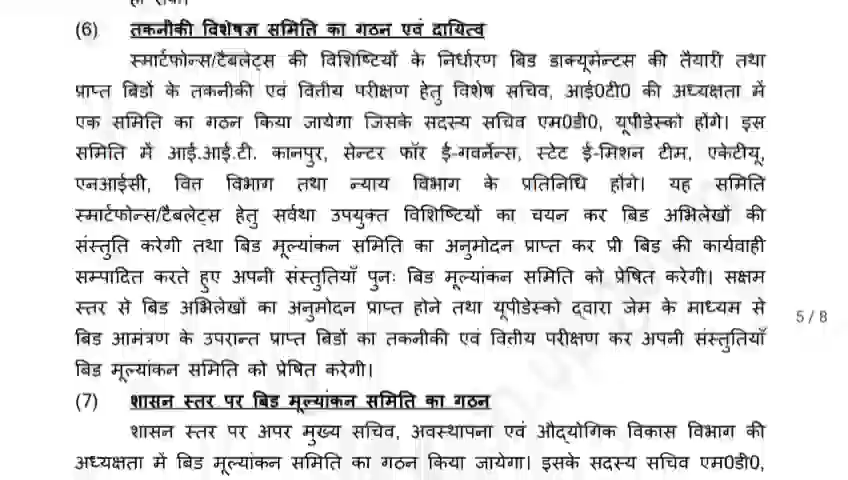 (6) तकनीकी विशेषज्ञ समिति का गठन एवं दायित्व
स्मार्टफोन्स/टैबलेट्स की विशिष्टियों के निर्धारण बिड डाक्यूमेन्टस की तैयारी तथा
प्राप्त बिडों के तकनीकी एवं वित्तीय परीक्षण हेतु विशेष सचिव, आई0टी0 की अध्यक्षता में
एक समिति का गठन किया जायेगा जिसके सदस्य सचिव एम0डी0, यूपीडेस्को होंगे। इस
समिति में आई.आई.टी. कानपुर, सेन्टर फॉर ई-गवर्नेन्स, स्टेट ई-मिशन टीम, एकेटीयू,
एनआईसी, वित्त विभाग तथा न्याय विभाग के प्रतिनिधि होंगे। यह समिति
स्मार्टफोन्स/टैबलेट्स हेतु सर्वथा उपयुक्त विशिष्टियों का चयन कर बिड अभिलेखों की
संस्तुति करेगी तथा बिड मूल्यांकन समिति का अनुमोदन प्राप्त कर प्री बिड की कार्यवाही
सम्पादित करते हुए अपनी संस्तुतियाँ पुनः बिड मूल्यांकन समिति को प्रेषित करेगी। सक्षम
स्तर से बिड अभिलेखों का अनुमोदन प्राप्त होने तथा यूपीडेस्को द्वारा जेम के माध्यम से
5 / 8
बिड आमंत्रण के उपरान्त प्राप्त बिडों का तकनीकी एवं वित्तीय परीक्षण कर अपनी संस्तुतियाँ
बिड मूल्यांकन समिति को प्रेषित करेगी।
(7) शासन स्तर पर बिड मूल्यांकन समिति का गठन
शासन स्तर पर अपर मुख्य सचिव, अवस्थापना एवं औद्योगिक विकास विभाग की
अध्यक्षता में बिड मूल्यांकन समिति का गठन किया जायेगा। इसके सदस्य सचिव एम0डी0,